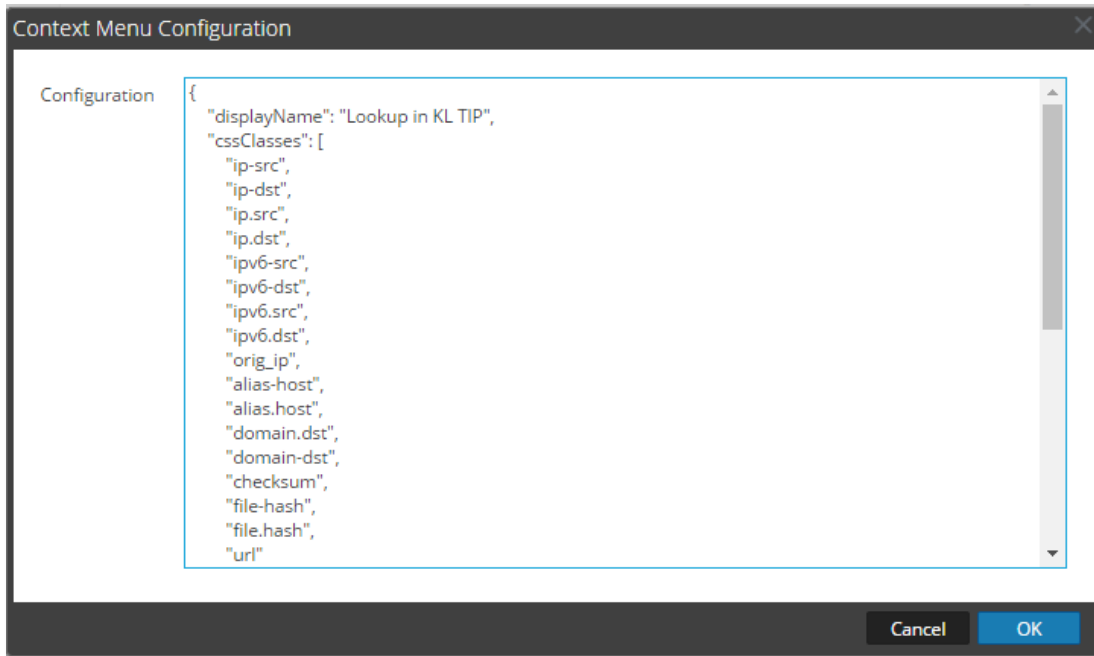 Context Menu Configuration
Configuration
{
"displayName": "Lookup in KL TIP",
"cssClasses": [
"ip-src",
"ip-dst",
"ip.src",
"ip.dst",
"ipv6-src",
"ipv6-dst",
"ipv6.src",
"ipv6.dst",
"orig_ip",
"alias-host",
"alias.host",
"domain.dst",
"domain-dst",
"checksum",
"file-hash",
"file.hash",
"url"
Cancel OK